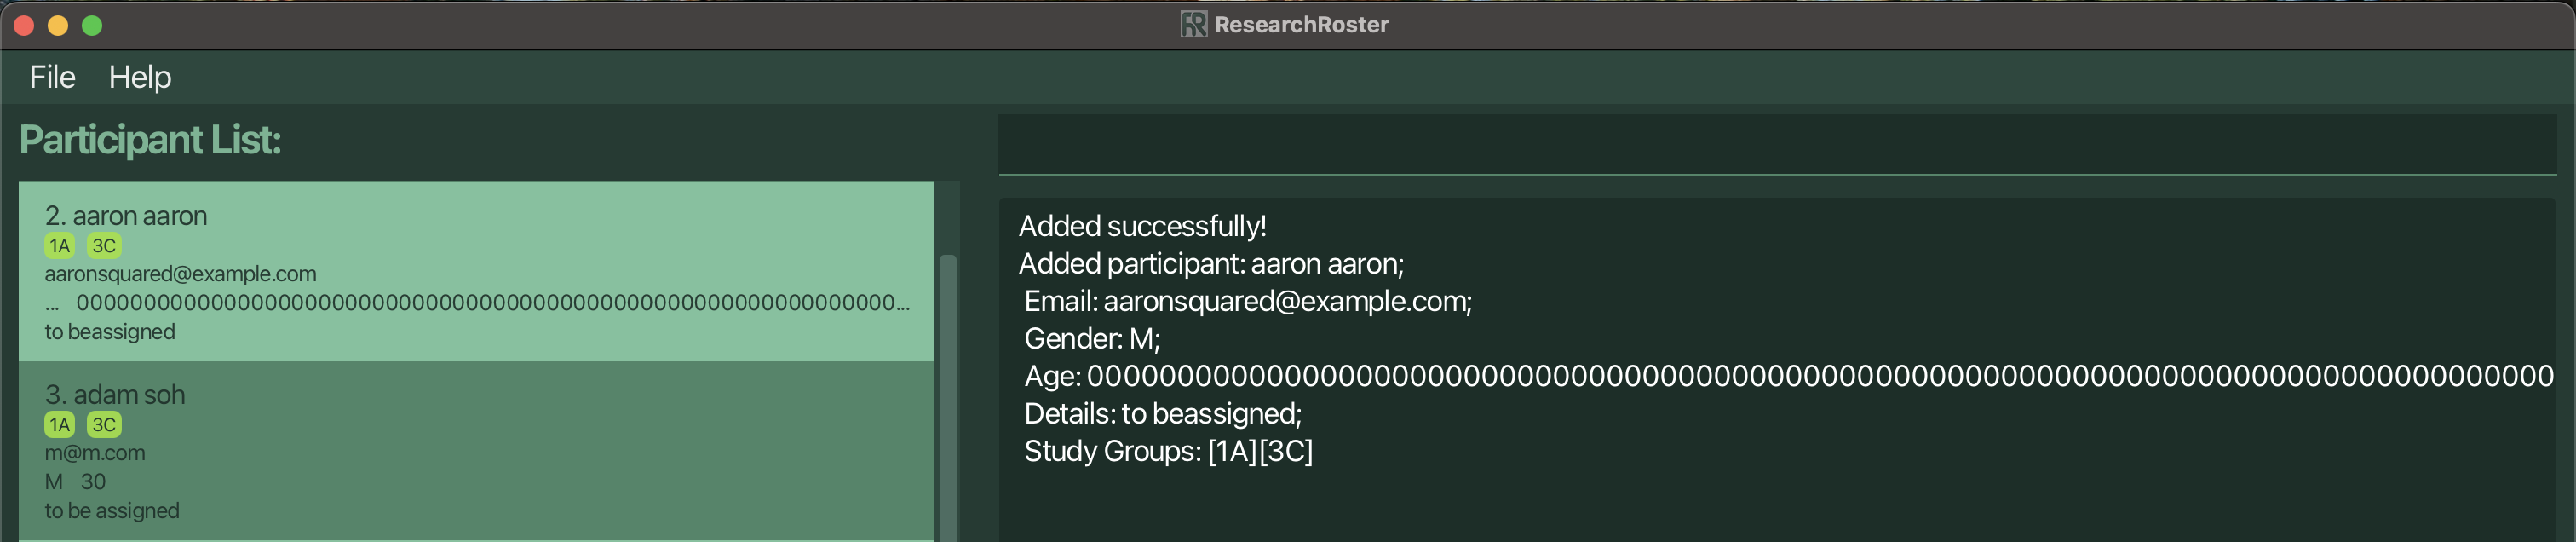 ResearchRoster
File Help
Participant List:
2. aaron aaron
1A 3C
aaronsquared@example.com
... 00000000000000000000000000000000000000000000000000000000000000...
to beassigned
3. adam soh
1A 3C
m@m.com
M 30
to be assigned
Added successfully!
Added participant: aaron aaron;
Email: aaronsquared@example.com;
Gender: M;
Age: 00000000000000000000000000000000000000000000000000000000000000000000000000000000
Details: to beassigned;
Study Groups: [1A][3C]